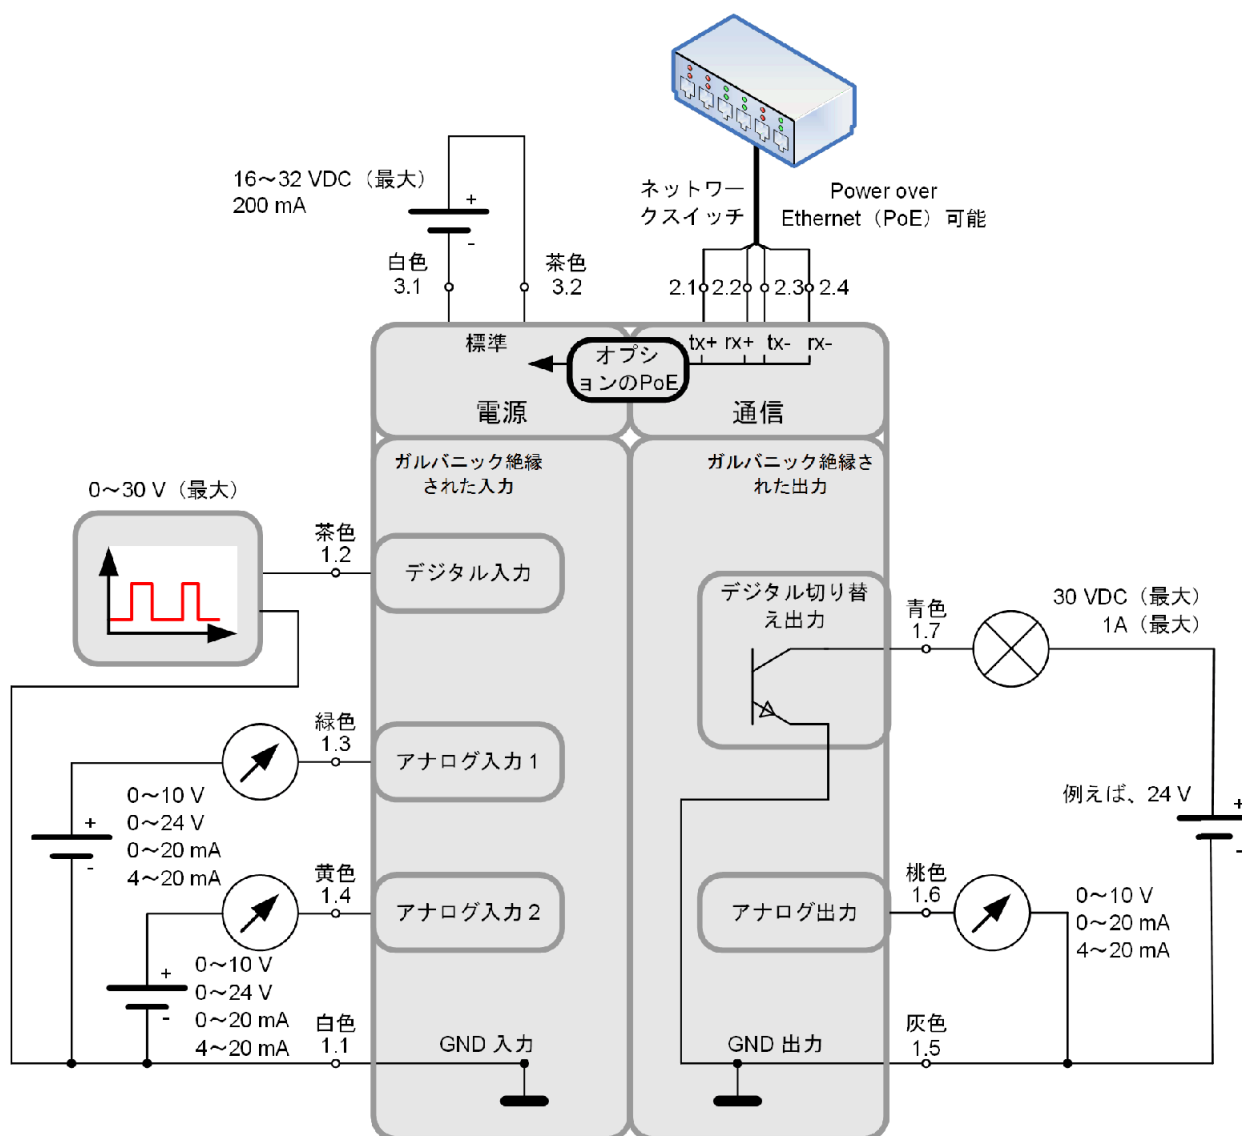 16～32 VDC（最大）
200 mA
+
-
白色
3.1
茶色
3.2
ネットワー
クスイッチ
Power over
Ethernet（PoE）可能
2.1
2.2
2.3
2.4
標準
tx+
rx+
tx-
rx-
オプシ
ョンのPoE
電源
通信
ガルバニック絶縁
された入力
ガルバニック絶縁さ
れた出力
0～30 V（最大）
茶色
1.2
デジタル入力
デジタル切り替
え出力
青色
1.7
30 VDC（最大）
1A（最大）
緑色
1.3
アナログ入力 1
0～10 V
0～24 V
0～20 mA
4～20 mA
+
-
例えば、24 V
+
-
黄色
1.4
アナログ入力 2
アナログ出力
桃色
1.6
0～10 V
0～20 mA
4～20 mA
+
-
0～10 V
0～24 V
0～20 mA
4～20 mA
白色
1.1
GND 入力
GND 出力
灰色
1.5